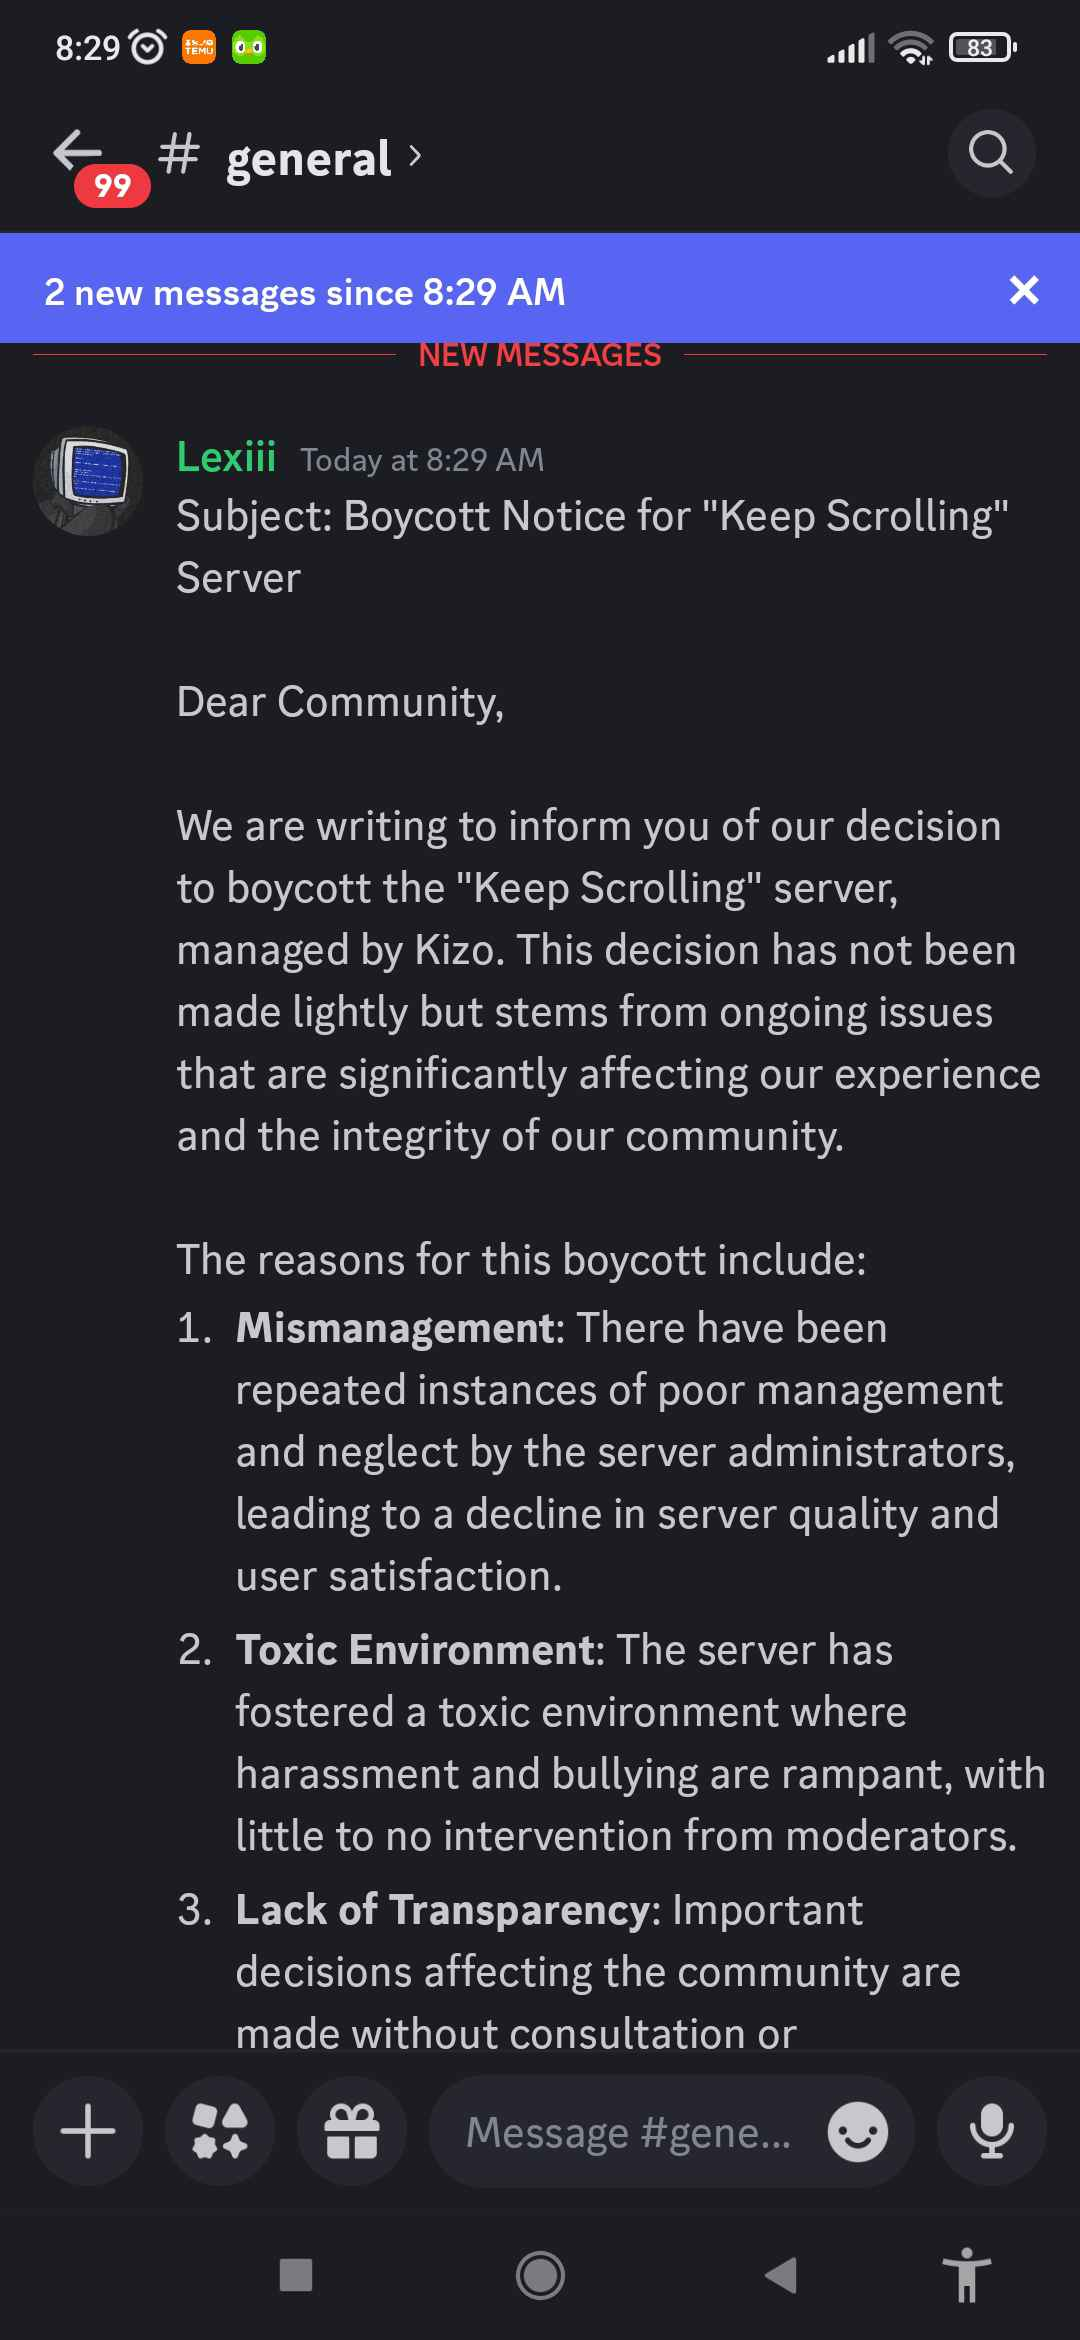 8:29 TEMU 83
99 # general ›
2 new messages since 8:29 AM ×
NEW MESSAGES
Lexiii Today at 8:29 AM
Subject: Boycott Notice for "Keep Scrolling"
Server
Dear Community,
We are writing to inform you of our decision
to boycott the "Keep Scrolling" server,
managed by Kizo. This decision has not been
made lightly but stems from ongoing issues
that are significantly affecting our experience
and the integrity of our community.
The reasons for this boycott include:
1. Mismanagement: There have been
repeated instances of poor management
and neglect by the server administrators,
leading to a decline in server quality and
user satisfaction.
2. Toxic Environment: The server has
fostered a toxic environment where
harassment and bullying are rampant, with
little to no intervention from moderators.
3. Lack of Transparency: Important
decisions affecting the community are
made without consultation or
Message #gene...